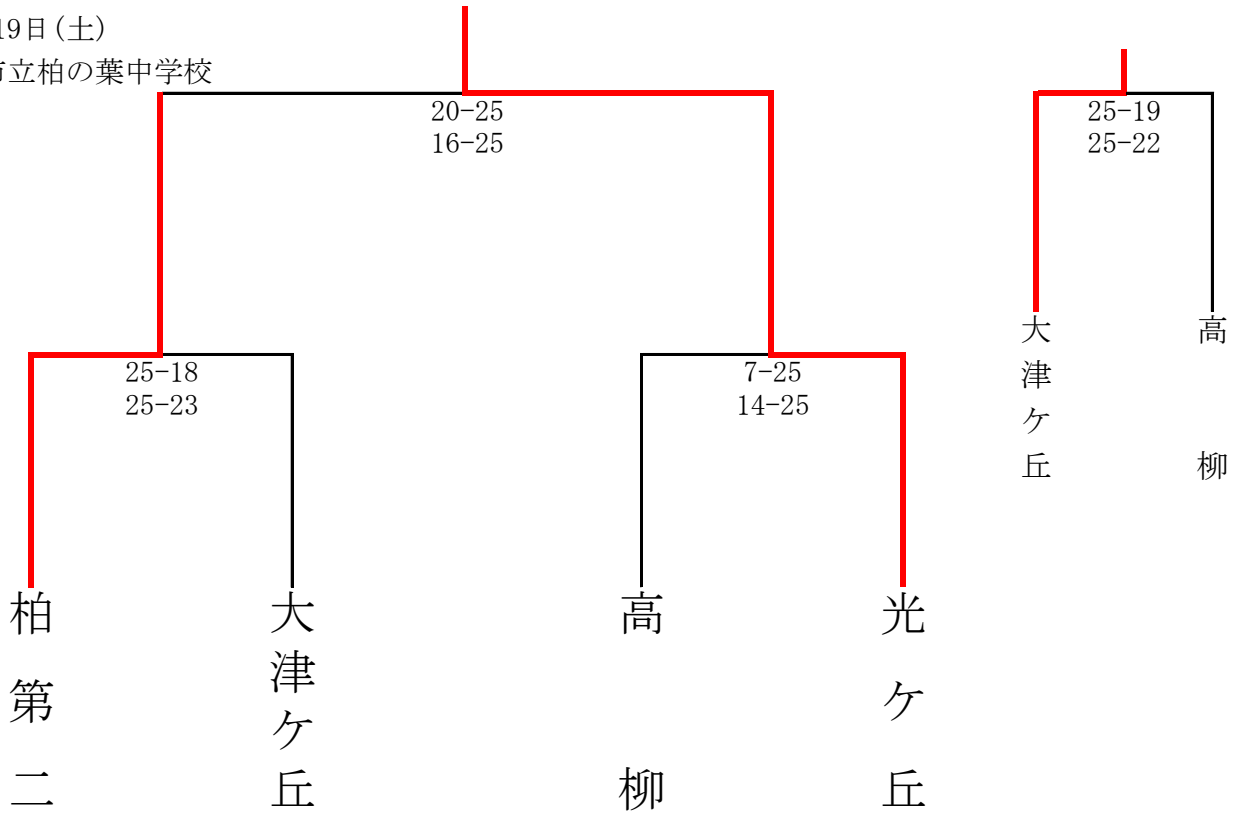 19日(土)
市立柏の葉中学校
20-25
16-25
25-19
25-22
25-18
25-23
7-25
14-25
大津ケ丘
高柳
柏第二
大津ケ丘
高柳
光ケ丘